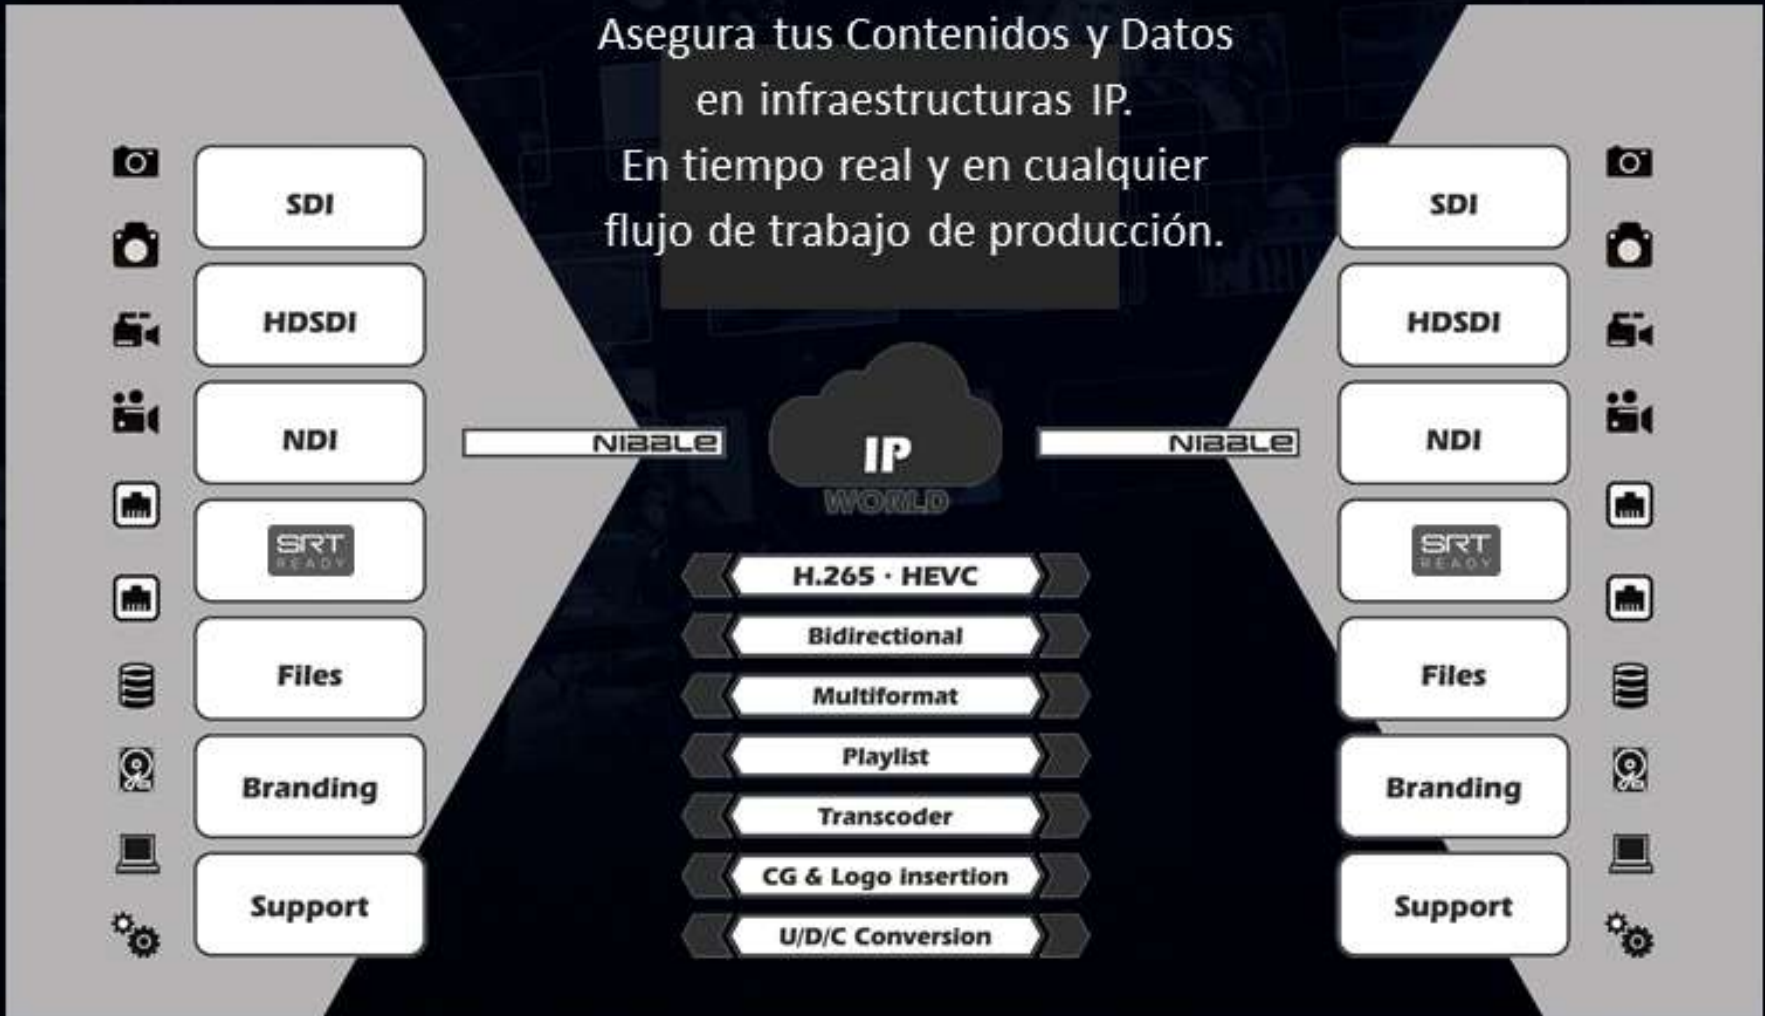 Asegura tus Contenidos y Datos
en infraestructuras IP.
En tiempo real y en cualquier
flujo de trabajo de producción.
SDI
HDSDI
NDI
SRT
READY
Files
Branding
Support
NIBBLE
IP
WORLD
NIBBLE
H.265 · HEVC
Bidirectional
Multiformat
Playlist
Transcoder
CG & Logo insertion
U/D/C Conversion
SDI
HDSDI
NDI
SRT
READY
Files
Branding
Support